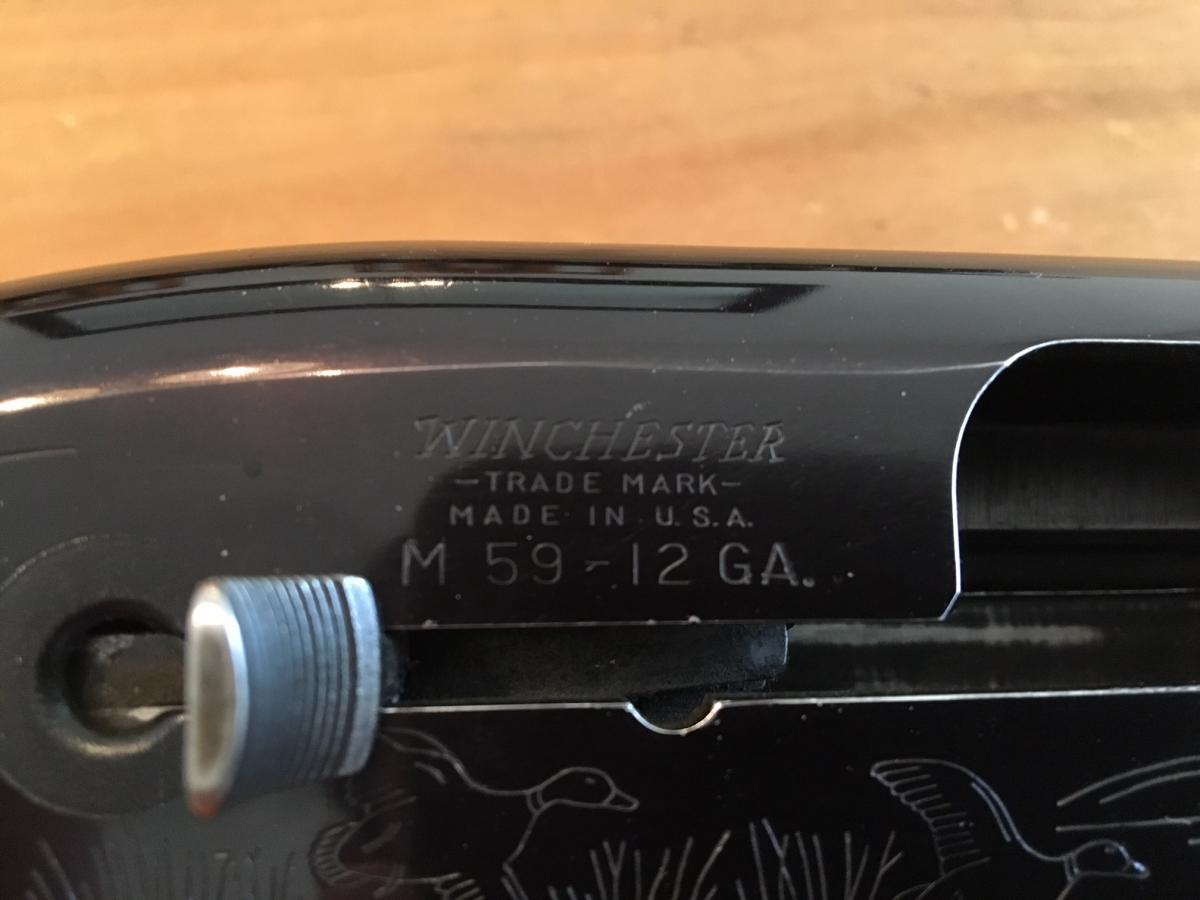 WINCHESTER
-TRADE MARK-
MADE IN U.S.A.
M 59-12 GA.